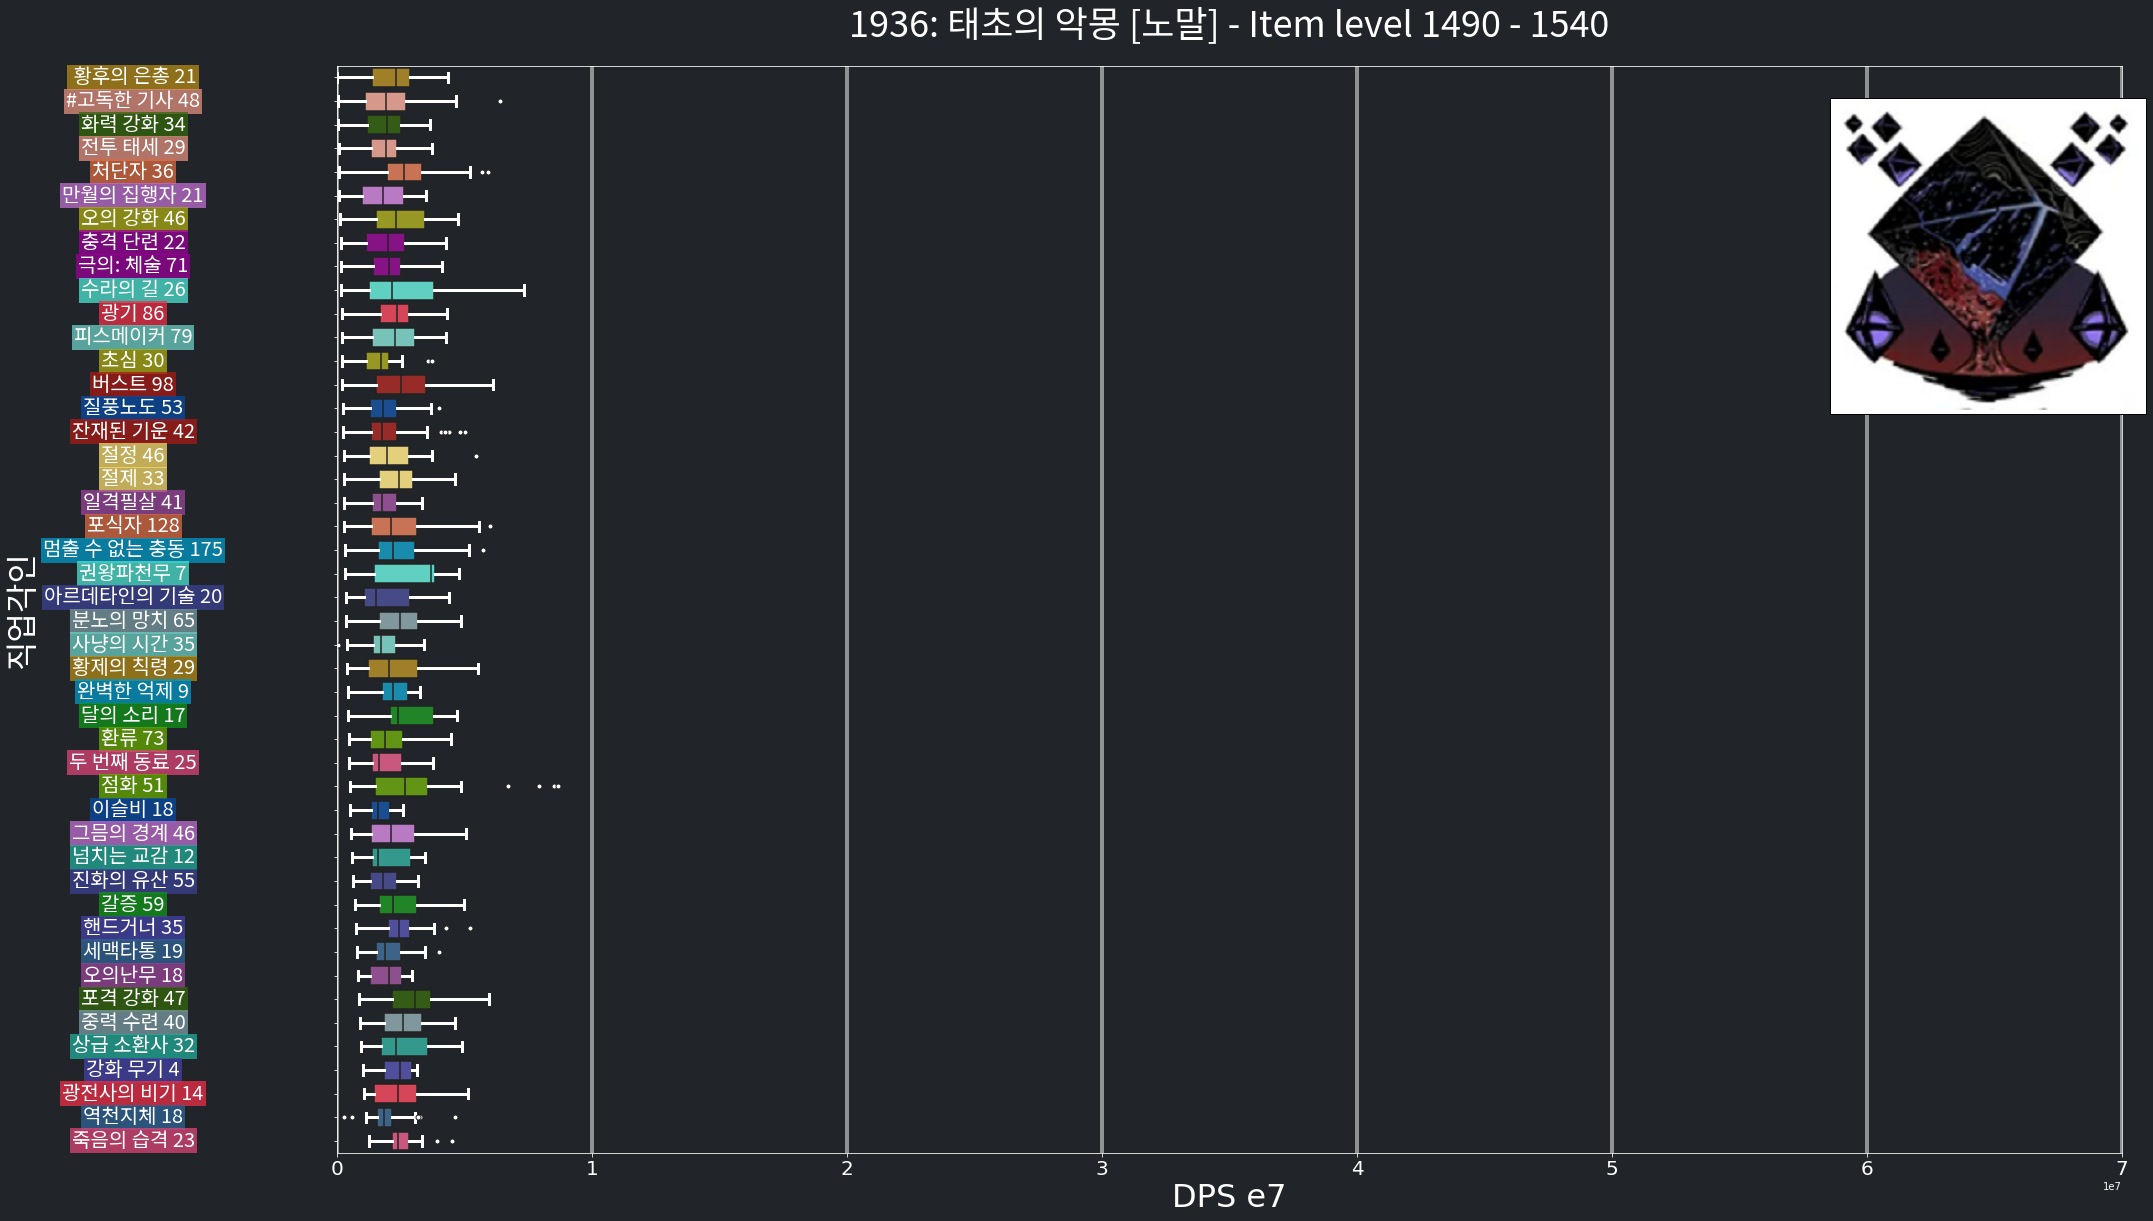 1936: 태초의 악몽 [노말] - Item level 1490 - 1540
직업각인
황후의 은총 21
#고독한 기사 48
화력 강화 34
전투 태세 29
처단자 36
만월의 집행자 21
오의 강화 46
충격 단련 22
극의: 체술 71
수라의 길 26
광기 86
피스메이커 79
초심 30
버스트 98
질풍노도 53
잔재된 기운 42
절정 46
절제 33
일격필살 41
포식자 128
멈출 수 없는 충동 175
권왕파천무 7
아르데타인의 기술 20
분노의 망치 65
사냥의 시간 35
황제의 칙령 29
완벽한 억제 9
달의 소리 17
환류 73
두 번째 동료 25
점화 51
이슬비 18
그믐의 경계 46
넘치는 교감 12
진화의 유산 55
갈증 59
핸드거너 35
세맥타통 19
오의난무 18
포격 강화 47
중력 수련 40
상급 소환사 32
강화 무기 4
광전사의 비기 14
역천지체 18
죽음의 습격 23
0 1 2 3 4 5 6 7
1e7
DPS e7